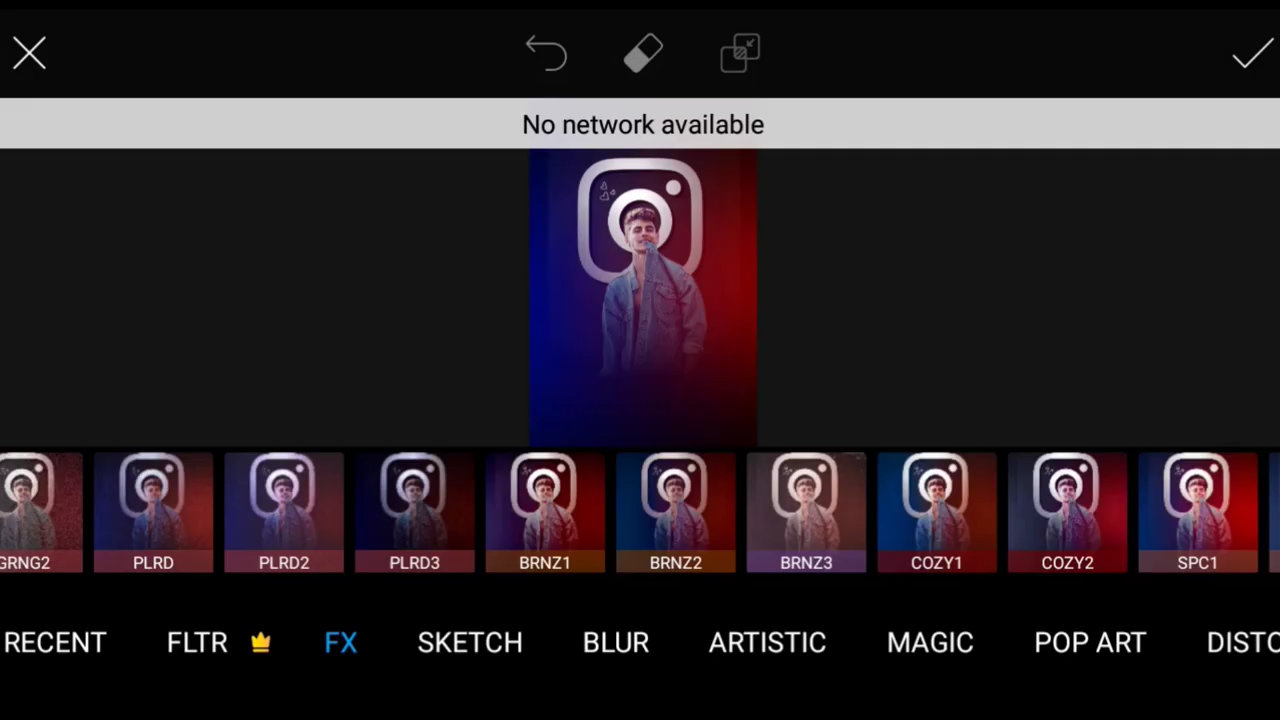 No network available
GRNG2 PLRD PLRD2 PLRD3 BRNZ1 BRNZ2 BRNZ3 COZY1 COZY2 SPC1
RECENT FLTR FX SKETCH BLUR ARTISTIC MAGIC POP ART DISTO